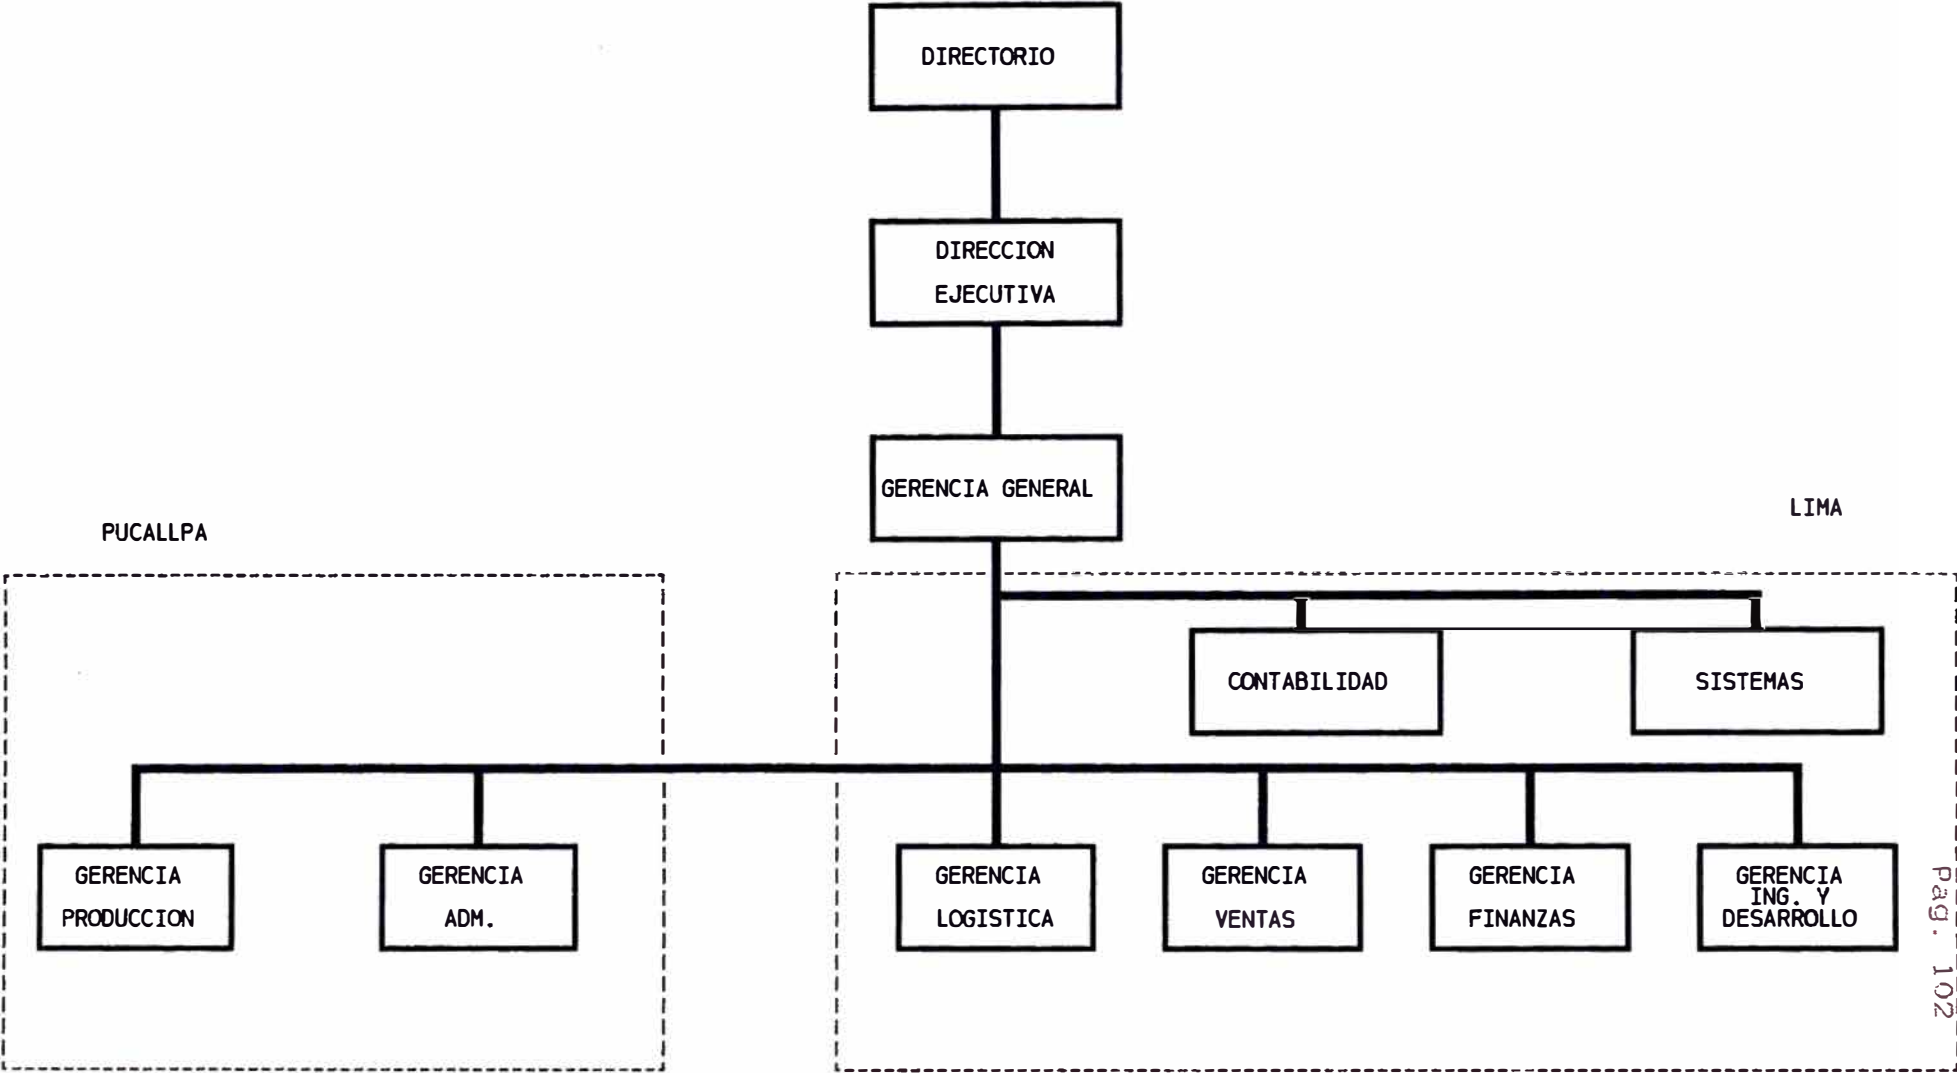 DIRECTORIO
DIRECCION
EJECUTIVA
GERENCIA GENERAL
PUCALLPA
LIMA
CONTABILIDAD
SISTEMAS
GERENCIA
PRODUCCION
GERENCIA
ADM.
GERENCIA
LOGISTICA
GERENCIA
VENTAS
GERENCIA
FINANZAS
GERENCIA
ING. Y
DESARROLLO
Pag. 102